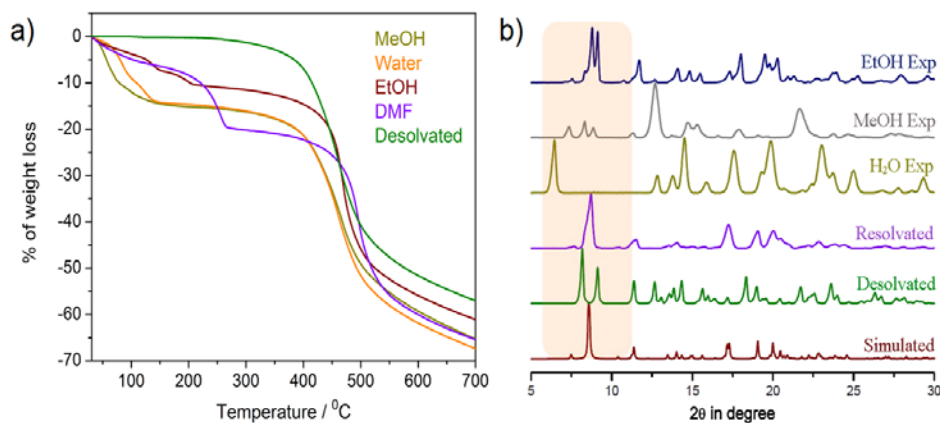 a)
% of weight loss
0
-10
-20
-30
-40
-50
-60
-70
100
200
300
400
500
600
700
Temperature / ⁰C
MeOH
Water
EtOH
DMF
Desolvated
b)
EtOH Exp
MeOH Exp
H₂O Exp
Resolvated
Desolvated
Simulated
5
10
15
20
25
30
2θ in degree